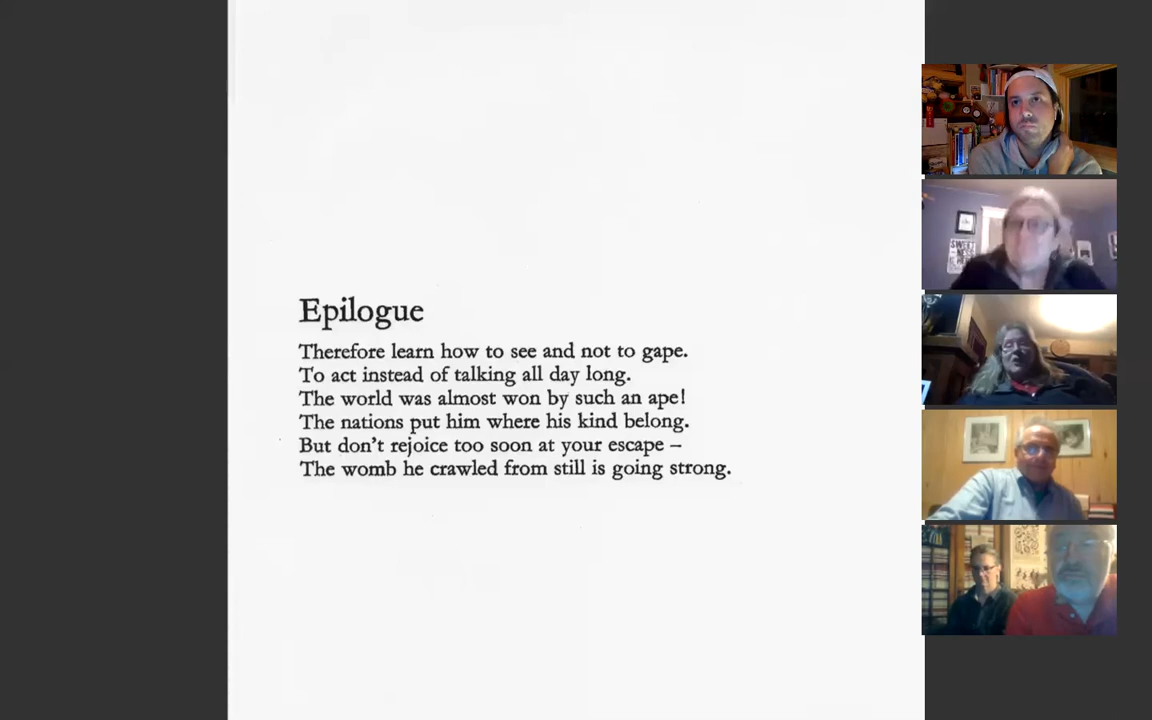 Epilogue
Therefore learn how to see and not to gape.
To act instead of talking all day long.
The world was almost won by such an ape!
The nations put him where his kind belong.
But don't rejoice too soon at your escape –
The womb he crawled from still is going strong.
SWEET
NESS